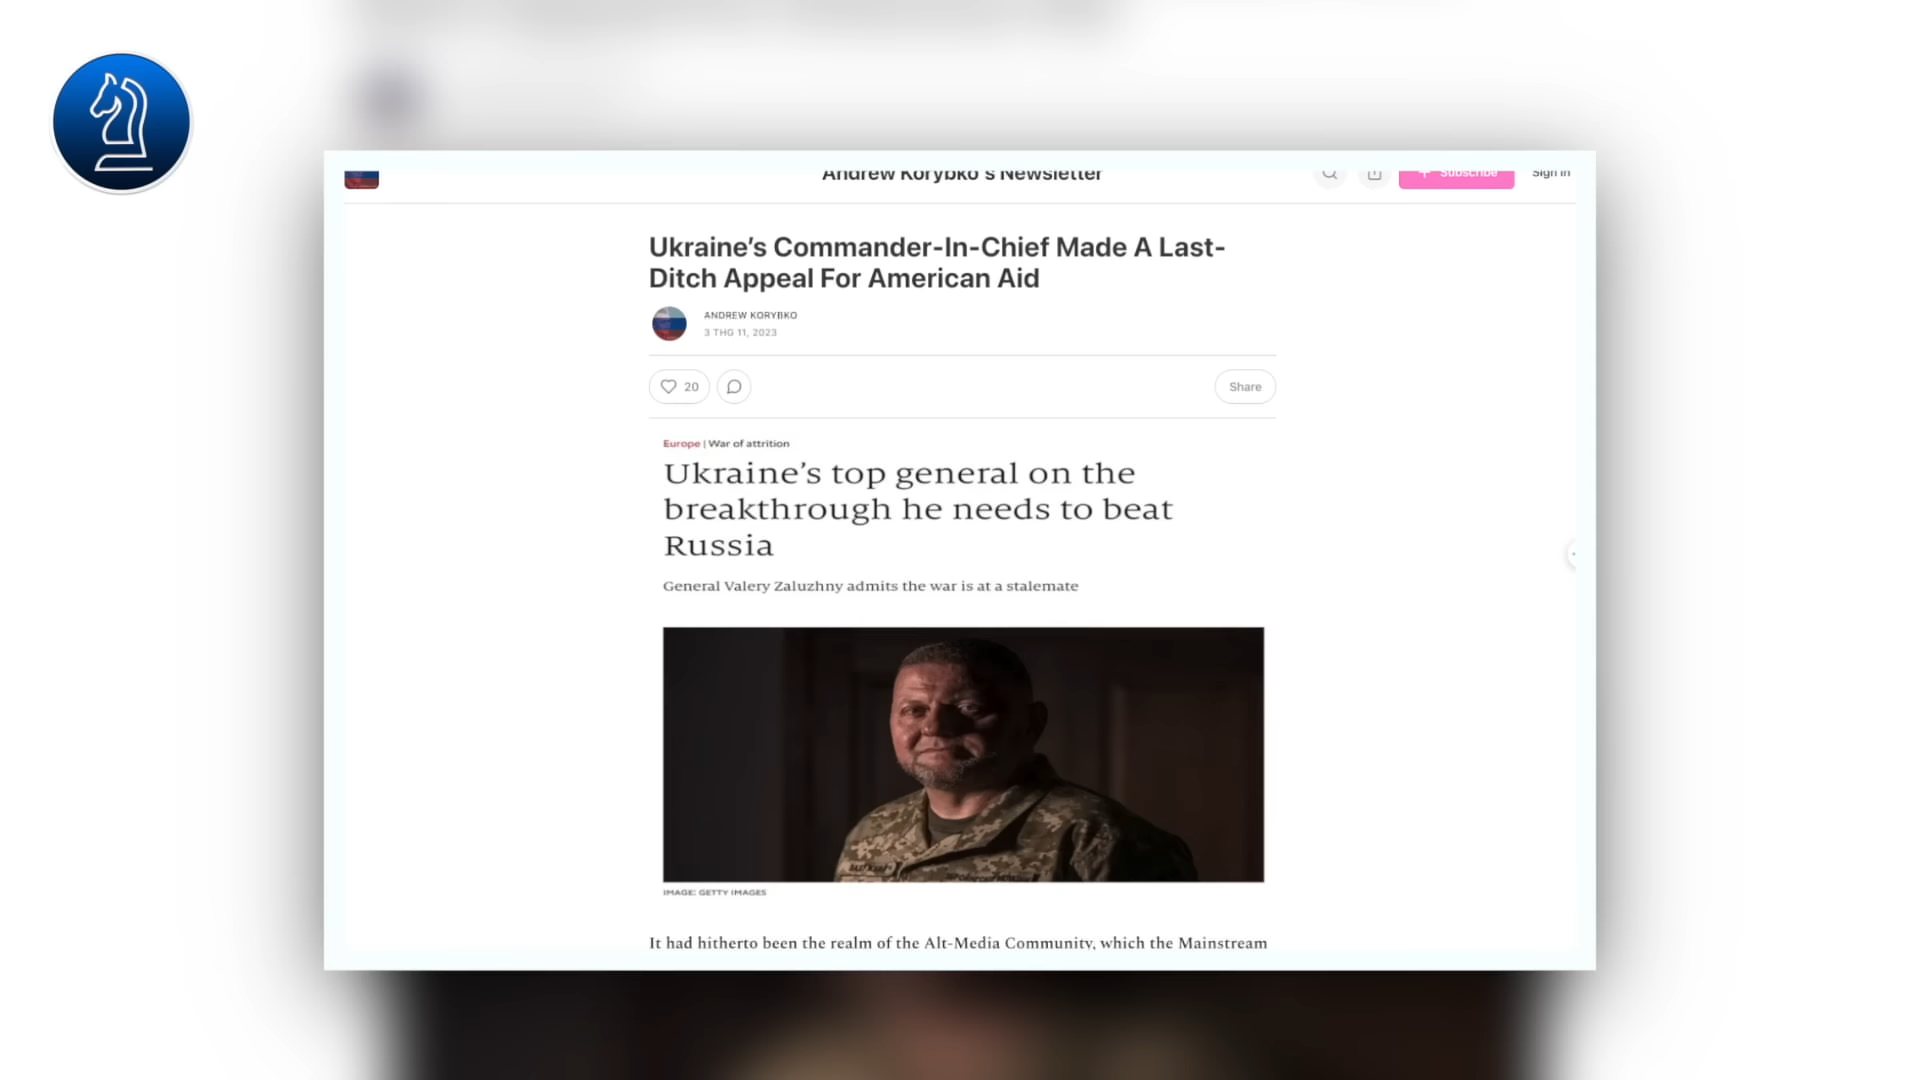 Andrew Korybko's Newsletter
Subscribe
Sign in
Ukraine's Commander-In-Chief Made A Last-
Ditch Appeal For American Aid
ANDREW KORYBKO
3 THG 11, 2023
20
Share
Europe | War of attrition
Ukraine's top general on the
breakthrough he needs to beat
Russia
General Valery Zaluzhny admits the war is at a stalemate
IMAGE: GETTY IMAGES
It had hitherto been the realm of the Alt-Media Community, which the Mainstream